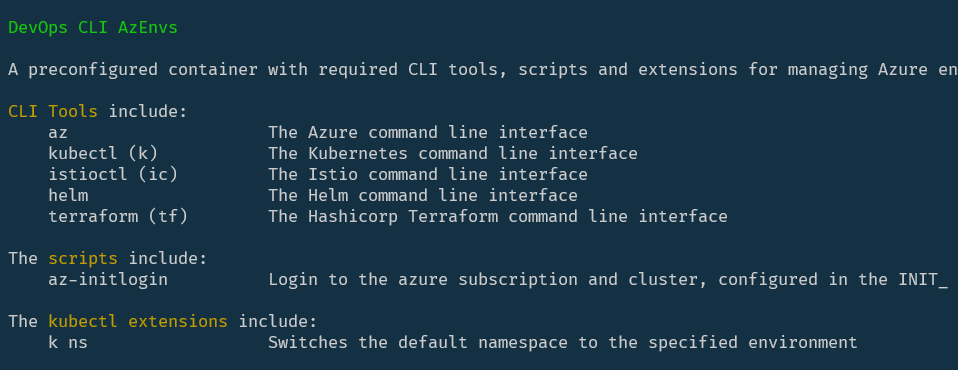 DevOps CLI AzEnvs
A preconfigured container with required CLI tools, scripts and extensions for managing Azure en
CLI Tools include:
az The Azure command line interface
kubectl (k) The Kubernetes command line interface
istioctl (ic) The Istio command line interface
helm The Helm command line interface
terraform (tf) The Hashicorp Terraform command line interface
The scripts include:
az-initlogin Login to the azure subscription and cluster, configured in the INIT_
The kubectl extensions include:
k ns Switches the default namespace to the specified environment